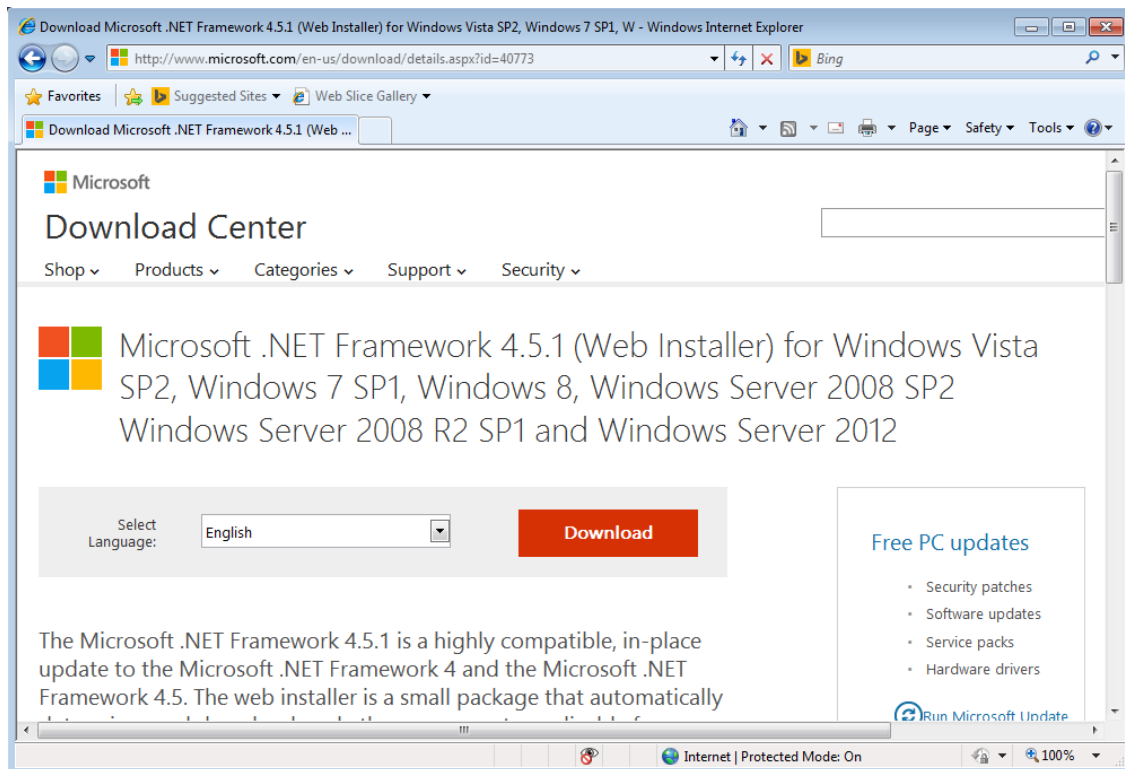 Download Microsoft .NET Framework 4.5.1 (Web Installer) for Windows Vista SP2, Windows 7 SP1, W - Windows Internet Explorer
http://www.microsoft.com/en-us/download/details.aspx?id=40773
Bing
Favorites
Suggested Sites
Web Slice Gallery
Download Microsoft .NET Framework 4.5.1 (Web ...
Page
Safety
Tools
Microsoft
Download Center
Shop
Products
Categories
Support
Security
Microsoft .NET Framework 4.5.1 (Web Installer) for Windows Vista
SP2, Windows 7 SP1, Windows 8, Windows Server 2008 SP2
Windows Server 2008 R2 SP1 and Windows Server 2012
Select
Language:
English
Download
Free PC updates
Security patches
Software updates
Service packs
Hardware drivers
Run Microsoft Update
The Microsoft .NET Framework 4.5.1 is a highly compatible, in-place
update to the Microsoft .NET Framework 4 and the Microsoft .NET
Framework 4.5. The web installer is a small package that automatically
Internet | Protected Mode: On
100%